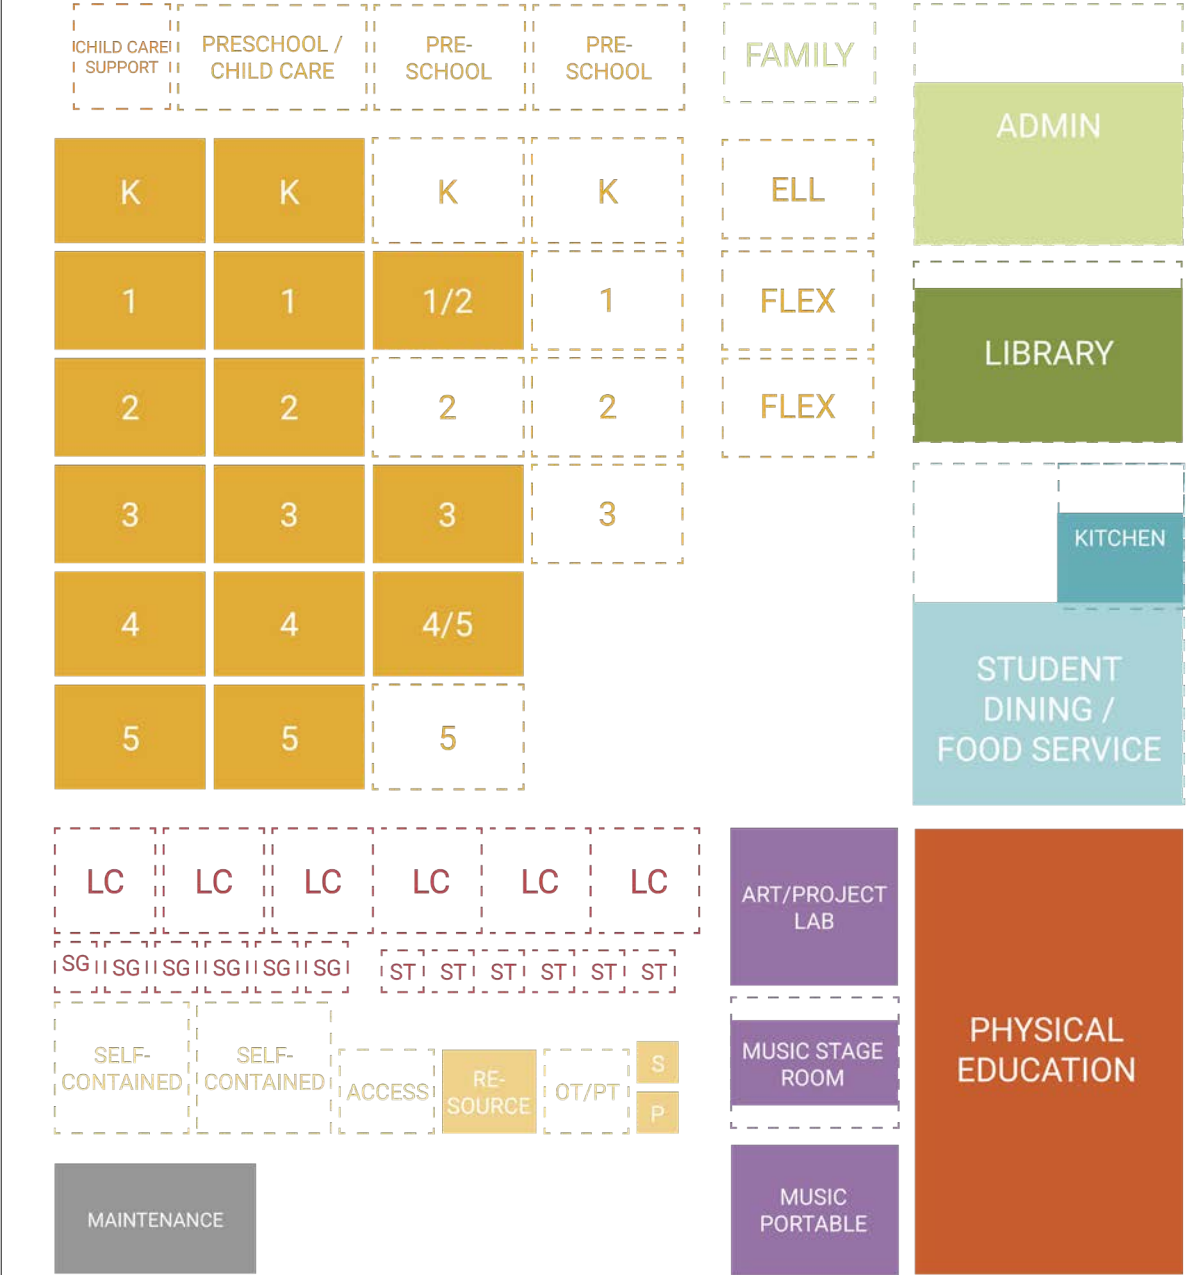 CHILD CARE
SUPPORT
PRESCHOOL /
CHILD CARE
PRE-
SCHOOL
PRE-
SCHOOL
FAMILY
ADMIN
K
K
K
K
ELL
1
1
1/2
1
FLEX
LIBRARY
2
2
2
2
FLEX
3
3
3
3
KITCHEN
4
4
4/5
STUDENT
DINING /
FOOD SERVICE
5
5
5
LC
LC
LC
LC
LC
LC
ART/PROJECT
LAB
SG
SG
SG
SG
SG
SG
ST
ST
ST
ST
ST
ST
SELF-
CONTAINED
SELF-
CONTAINED
ACCESS
RE-
SOURCE
OT/PT
S
P
MUSIC STAGE
ROOM
PHYSICAL
EDUCATION
MAINTENANCE
MUSIC
PORTABLE